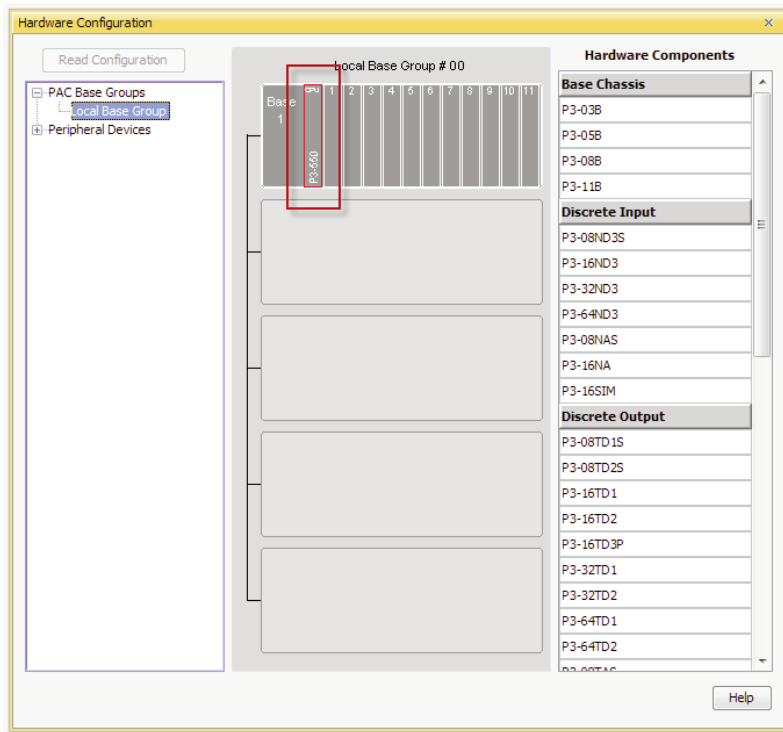 Hardware Configuration
Read Configuration
PAC Base Groups
Local Base Group
Peripheral Devices
Local Base Group # 00
Base 1
CPU
P3-550
1 2 3 4 5 6 7 8 9 10 11
Hardware Components
Base Chassis
P3-03B
P3-05B
P3-08B
P3-11B
Discrete Input
P3-08ND3S
P3-16ND3
P3-32ND3
P3-64ND3
P3-08NAS
P3-16NA
P3-16SIM
Discrete Output
P3-08TD1S
P3-08TD2S
P3-16TD1
P3-16TD2
P3-16TD3P
P3-32TD1
P3-32TD2
P3-64TD1
P3-64TD2
Help